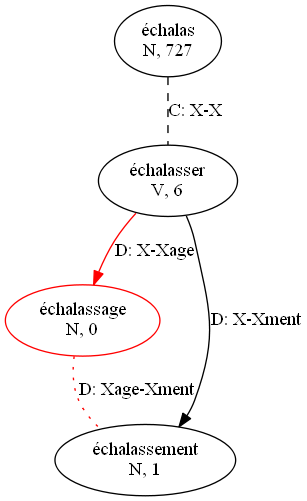 échalas
N, 727
C: X-X
échalasser
V, 6
D: X-Xage
échalassage
N, 0
D: X-Xment
D: Xage-Xment
échalassement
N, 1